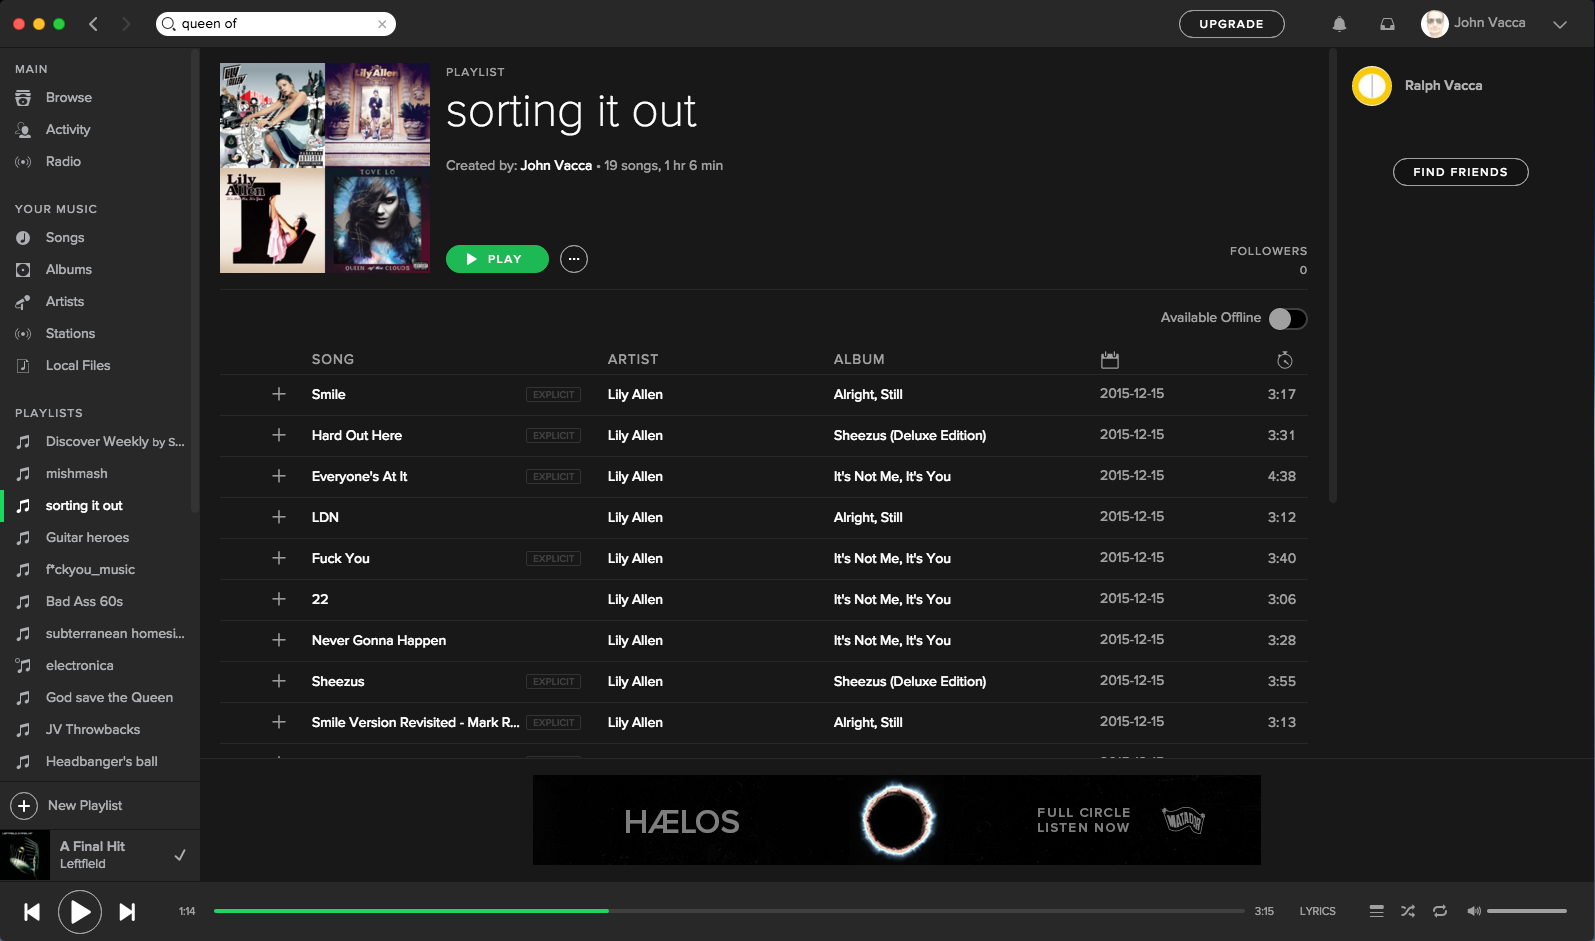 queen of
UPGRADE
John Vacca
MAIN
Browse
Activity
Radio
YOUR MUSIC
Songs
Albums
Artists
Stations
Local Files
PLAYLISTS
Discover Weekly by S...
mishmash
sorting it out
Guitar heroes
f*ckyou_music
Bad Ass 60s
subterranean homesi...
electronica
God save the Queen
JV Throwbacks
Headbanger's ball
New Playlist
A Final Hit
Leftfield
Lily Allen
Lily Allen
TOVE LO
QUEEN of the CLOUDS
PLAYLIST
sorting it out
Created by: John Vacca • 19 songs, 1 hr 6 min
PLAY
FOLLOWERS
0
Available Offline
SONG ARTIST ALBUM
Smile EXPLICIT Lily Allen Alright, Still 2015-12-15 3:17
Hard Out Here EXPLICIT Lily Allen Sheezus (Deluxe Edition) 2015-12-15 3:31
Everyone's At It EXPLICIT Lily Allen It's Not Me, It's You 2015-12-15 4:38
LDN Lily Allen Alright, Still 2015-12-15 3:12
Fuck You EXPLICIT Lily Allen It's Not Me, It's You 2015-12-15 3:40
22 Lily Allen It's Not Me, It's You 2015-12-15 3:06
Never Gonna Happen Lily Allen It's Not Me, It's You 2015-12-15 3:28
Sheezus EXPLICIT Lily Allen Sheezus (Deluxe Edition) 2015-12-15 3:55
Smile Version Revisited - Mark R... EXPLICIT Lily Allen Alright, Still 2015-12-15 3:13
HÆLOS
FULL CIRCLE
LISTEN NOW
MATADOR
Ralph Vacca
FIND FRIENDS
1:14
3:15
LYRICS